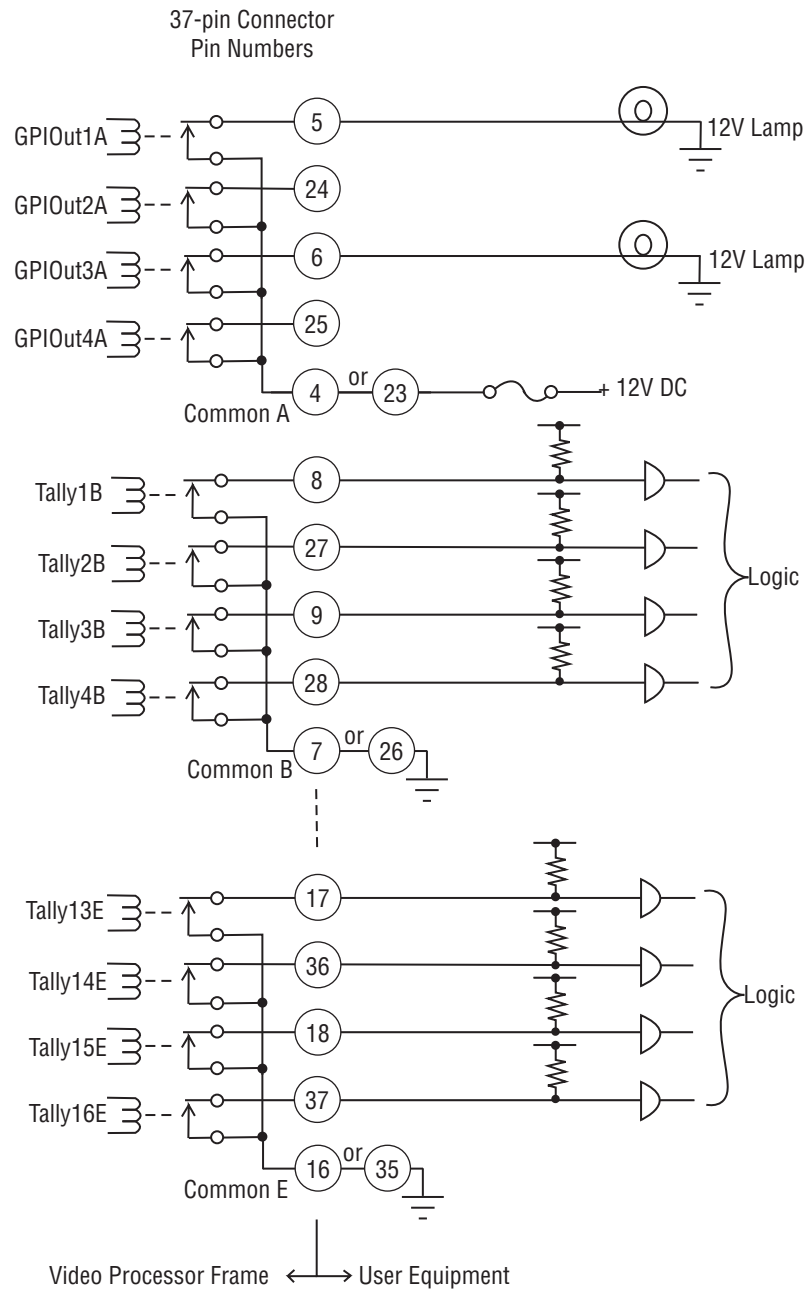 37-pin Connector
Pin Numbers
GPIOut1A
5
12V Lamp
GPIOut2A
24
GPIOut3A
6
12V Lamp
GPIOut4A
25
Common A
4
or
23
+ 12V DC
Tally1B
8
Tally2B
27
Logic
Tally3B
9
Tally4B
28
Common B
7
or
26
Tally13E
17
Tally14E
36
Logic
Tally15E
18
Tally16E
37
Common E
16
or
35
Video Processor Frame
User Equipment